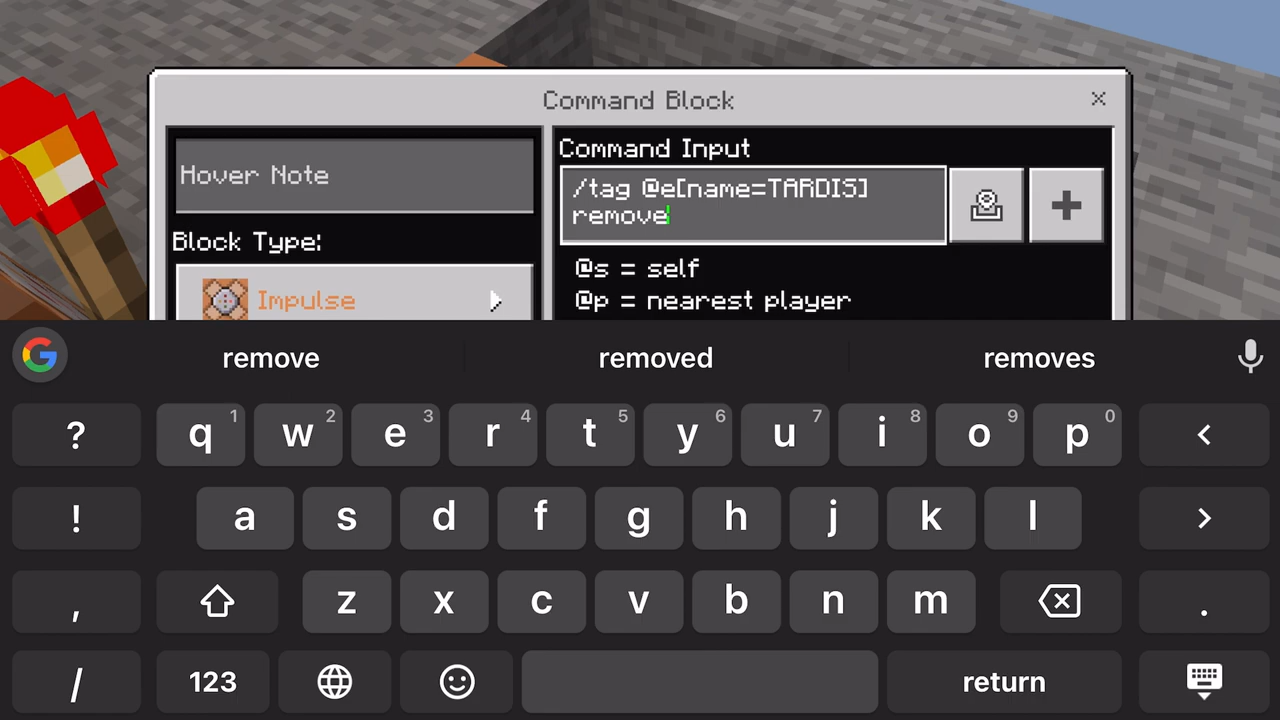 Command Block
Hover Note
Block Type:
Impulse
Command Input
/tag @e[name=TARDIS]
remove
@s = self
@p = nearest player
remove removed removes
? q 1 w 2 e 3 r 4 t 5 y 6 u 7 i 8 o 9 p 0 <
! a s d f g h j k l >
, z x c v b n m .
/ 123 return